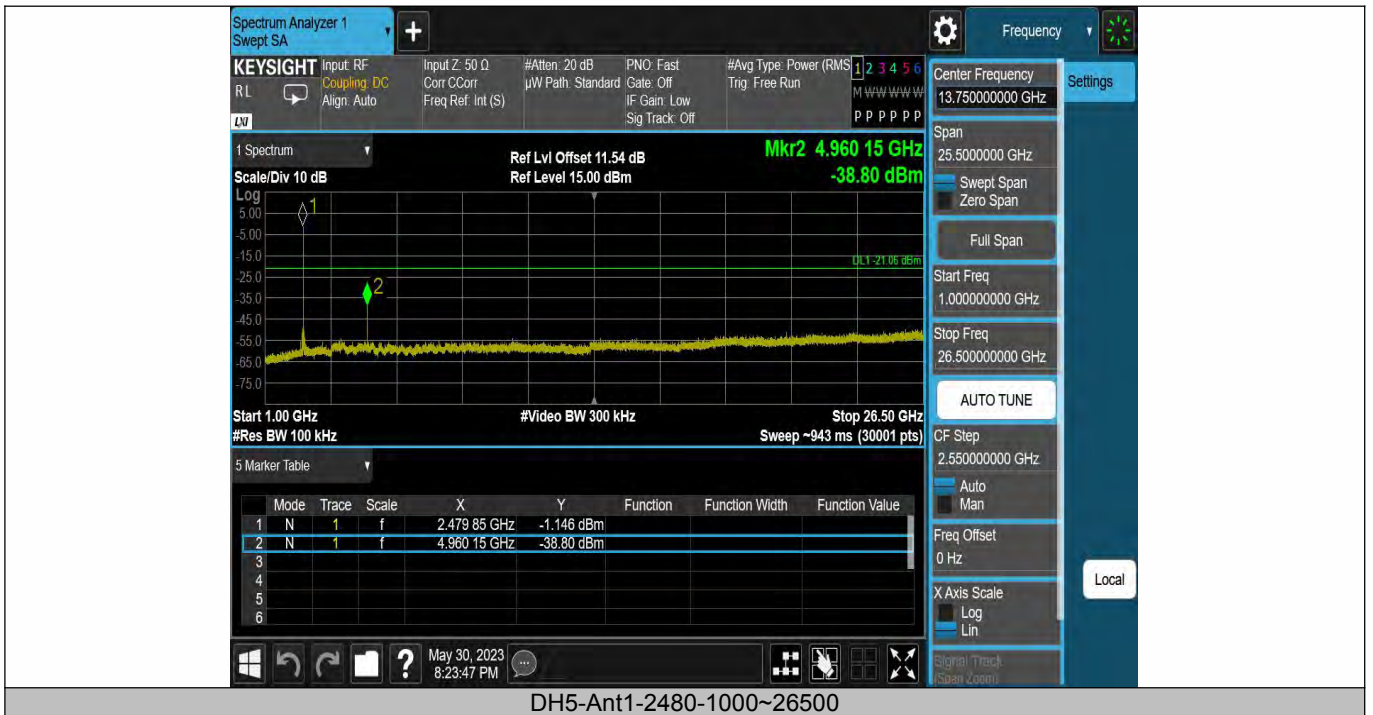 Spectrum Analyzer 1
Swept SA
+
Frequency
KEYSIGHT
RL
LXI
Input: RF
Coupling: DC
Align: Auto
Input Z: 50 Ω
Corr CCorr
Freq Ref: Int (S)
#Atten: 20 dB
µW Path: Standard
PNO: Fast
Gate: Off
IF Gain: Low
Sig Track: Off
#Avg Type: Power (RMS
Trig: Free Run
1 2 3 4 5 6
M W W W W W
P P P P P P
1 Spectrum
Scale/Div 10 dB
Ref Lvl Offset 11.54 dB
Ref Level 15.00 dBm
Mkr2 4.960 15 GHz
-38.80 dBm
Log
5.00
-5.00
-15.0
-25.0
-35.0
-45.0
-55.0
-65.0
-75.0
1
2
DL1 -21.06 dBm
Start 1.00 GHz
#Res BW 100 kHz
#Video BW 300 kHz
Stop 26.50 GHz
Sweep ~943 ms (30001 pts)
5 Marker Table
Mode Trace Scale X Y Function Function Width Function Value
1 N 1 f 2.479 85 GHz -1.146 dBm
2 N 1 f 4.960 15 GHz -38.80 dBm
3
4
5
6
?
May 30, 2023
8:23:47 PM
Center Frequency
13.750000000 GHz
Settings
Span
25.5000000 GHz
Swept Span
Zero Span
Full Span
Start Freq
1.000000000 GHz
Stop Freq
26.500000000 GHz
AUTO TUNE
CF Step
2.550000000 GHz
Auto
Man
Freq Offset
0 Hz
X Axis Scale
Log
Lin
Signal Track
(Span Zoom)
Local
DH5-Ant1-2480-1000~26500